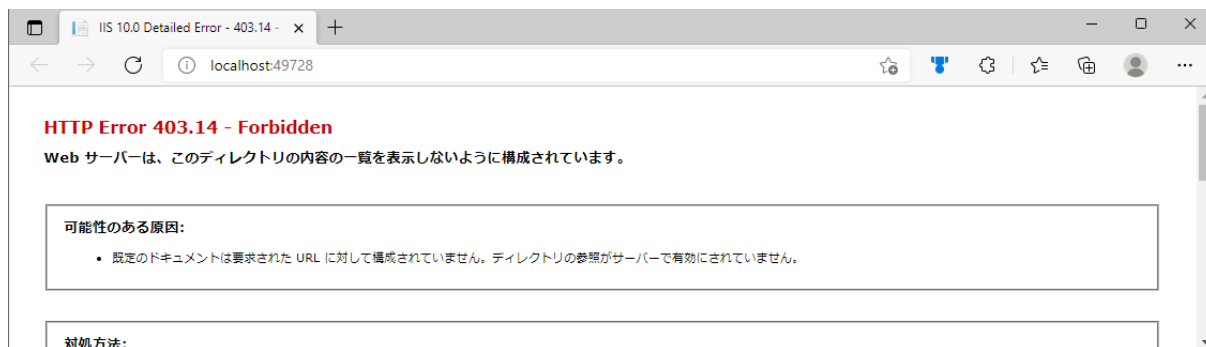 IIS 10.0 Detailed Error - 403.14 -
localhost:49728
HTTP Error 403.14 - Forbidden
Web サーバーは、このディレクトリの内容の一覧を表示しないように構成されています。
可能性のある原因:
• 既定のドキュメントは要求された URL に対して構成されていません。ディレクトリの参照がサーバーで有効にされていません。
対処方法: